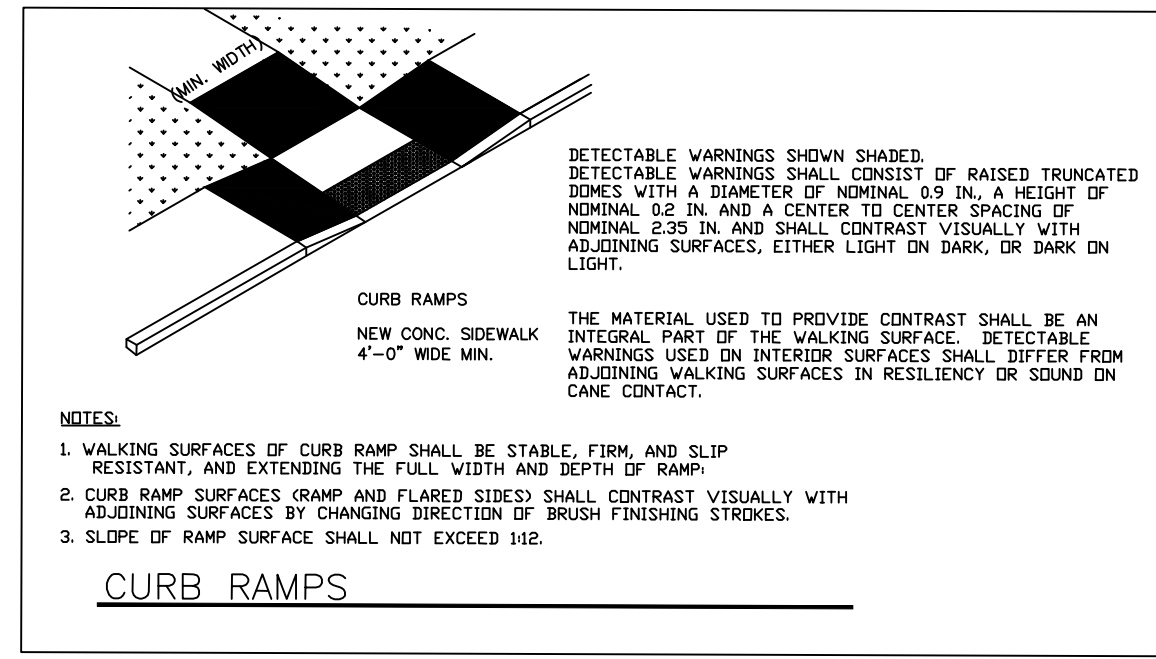 (MIN. WIDTH)
DETECTABLE WARNINGS SHOWN SHADED.
DETECTABLE WARNINGS SHALL CONSIST OF RAISED TRUNCATED
DOMES WITH A DIAMETER OF NOMINAL 0.9 IN., A HEIGHT OF
NOMINAL 0.2 IN. AND A CENTER TO CENTER SPACING OF
NOMINAL 2.35 IN. AND SHALL CONTRAST VISUALLY WITH
ADJOINING SURFACES, EITHER LIGHT ON DARK, OR DARK ON
LIGHT.
CURB RAMPS
NEW CONC. SIDEWALK
4'-0" WIDE MIN.
THE MATERIAL USED TO PROVIDE CONTRAST SHALL BE AN
INTEGRAL PART OF THE WALKING SURFACE. DETECTABLE
WARNINGS USED ON INTERIOR SURFACES SHALL DIFFER FROM
ADJOINING WALKING SURFACES IN RESILIENCY OR SOUND ON
CANE CONTACT.
NOTES:
1. WALKING SURFACES OF CURB RAMP SHALL BE STABLE, FIRM, AND SLIP
RESISTANT, AND EXTENDING THE FULL WIDTH AND DEPTH OF RAMP:
2. CURB RAMP SURFACES (RAMP AND FLARED SIDES) SHALL CONTRAST VISUALLY WITH
ADJOINING SURFACES BY CHANGING DIRECTION OF BRUSH FINISHING STROKES.
3. SLOPE OF RAMP SURFACE SHALL NOT EXCEED 1:12.
CURB RAMPS